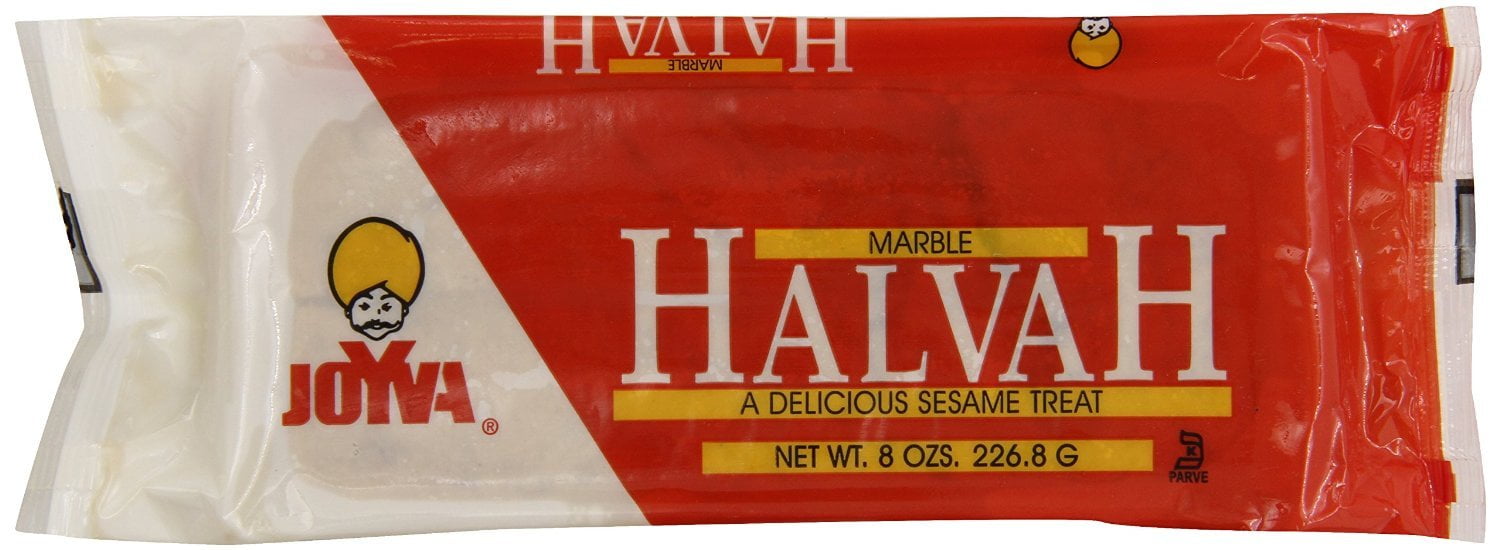 HALVAH
MARBLE
MARBLE
HALVAH
A DELICIOUS SESAME TREAT
NET WT. 8 OZS. 226.8 G
JOYVA ®
K
PARVE